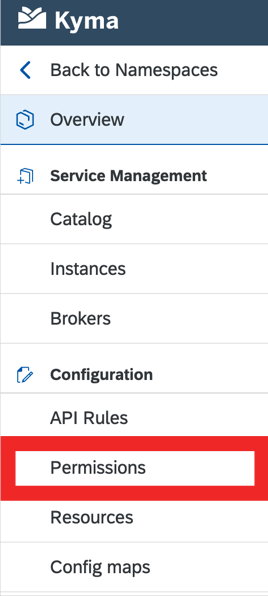 Kyma
Back to Namespaces
Overview
Service Management
Catalog
Instances
Brokers
Configuration
API Rules
Permissions
Resources
Config maps